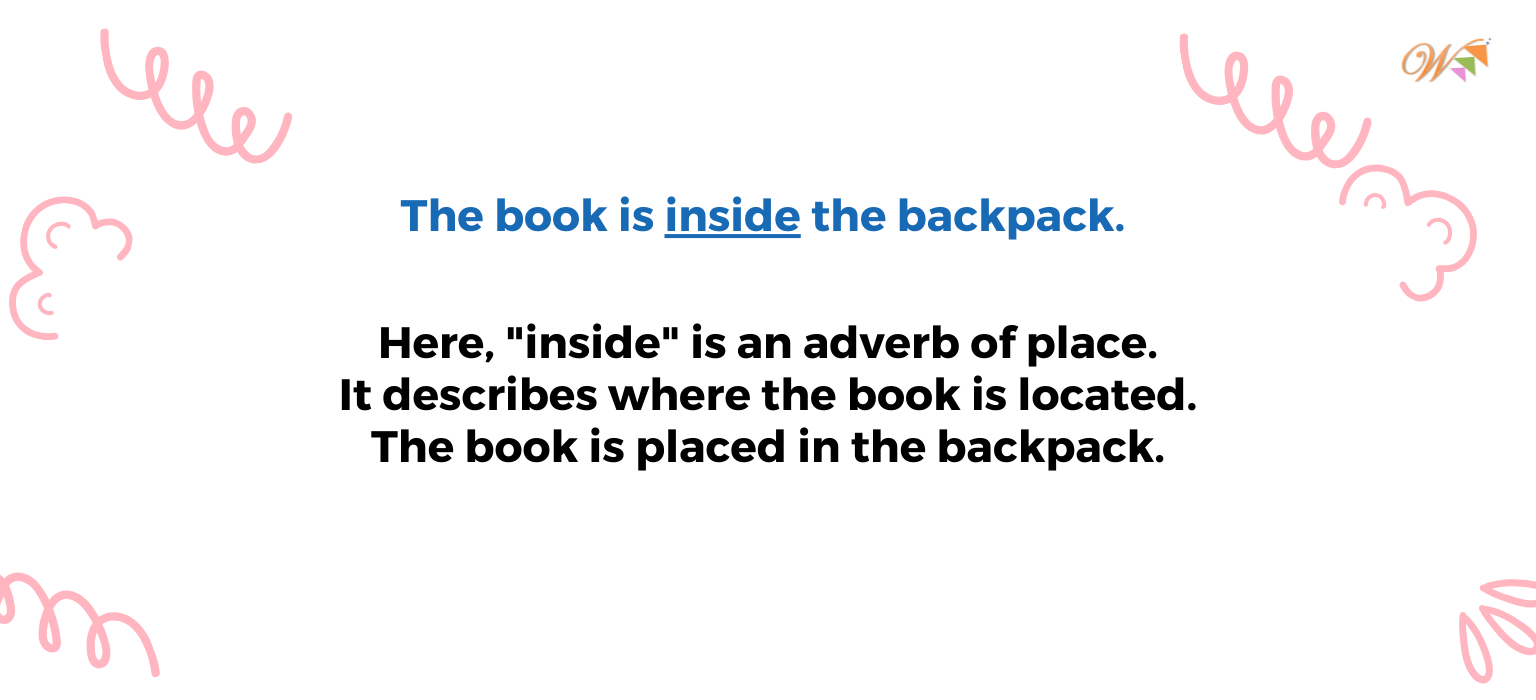 W
The book is inside the backpack.
Here, "inside" is an adverb of place.
It describes where the book is located.
The book is placed in the backpack.